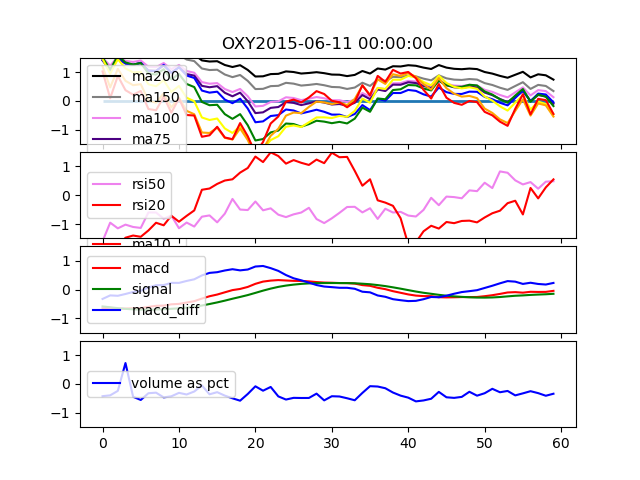 OXY2015-06-11 00:00:00
1
0
−1
ma200
ma150
ma100
ma75
1
0
−1
rsi50
rsi20
ma10
1
0
−1
macd
signal
macd_diff
1
0
−1
volume as pct
0 10 20 30 40 50 60